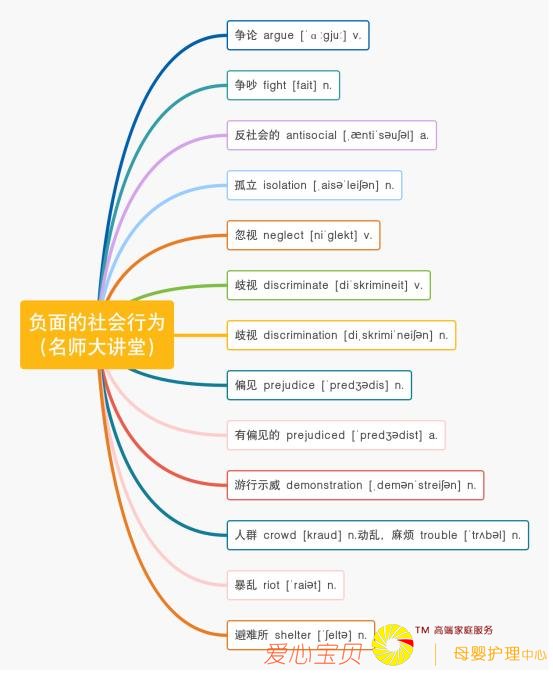 争论 argue [ˈɑːgjuː] v.
争吵 fight [fait] n.
反社会的 antisocial [ˌæntiˈsəuʃəl] a.
孤立 isolation [ˌaisəˈleiʃən] n.
忽视 neglect [niˈglekt] v.
歧视 discriminate [diˈskrimineit] v.
负面的社会行为
（名师大讲堂）
歧视 discrimination [diˌskrimiˈneiʃən] n.
偏见 prejudice [ˈpredʒədis] n.
有偏见的 prejudiced [ˈpredʒədist] a.
游行示威 demonstration [ˌdemənˈstreiʃən] n.
人群 crowd [kraud] n.动乱，麻烦 trouble [ˈtrʌbəl] n.
暴乱 riot [ˈraiət] n.
避难所 shelter [ˈʃeltə] n.
爱心宝贝
TM 高端家庭服务
母婴护理中心